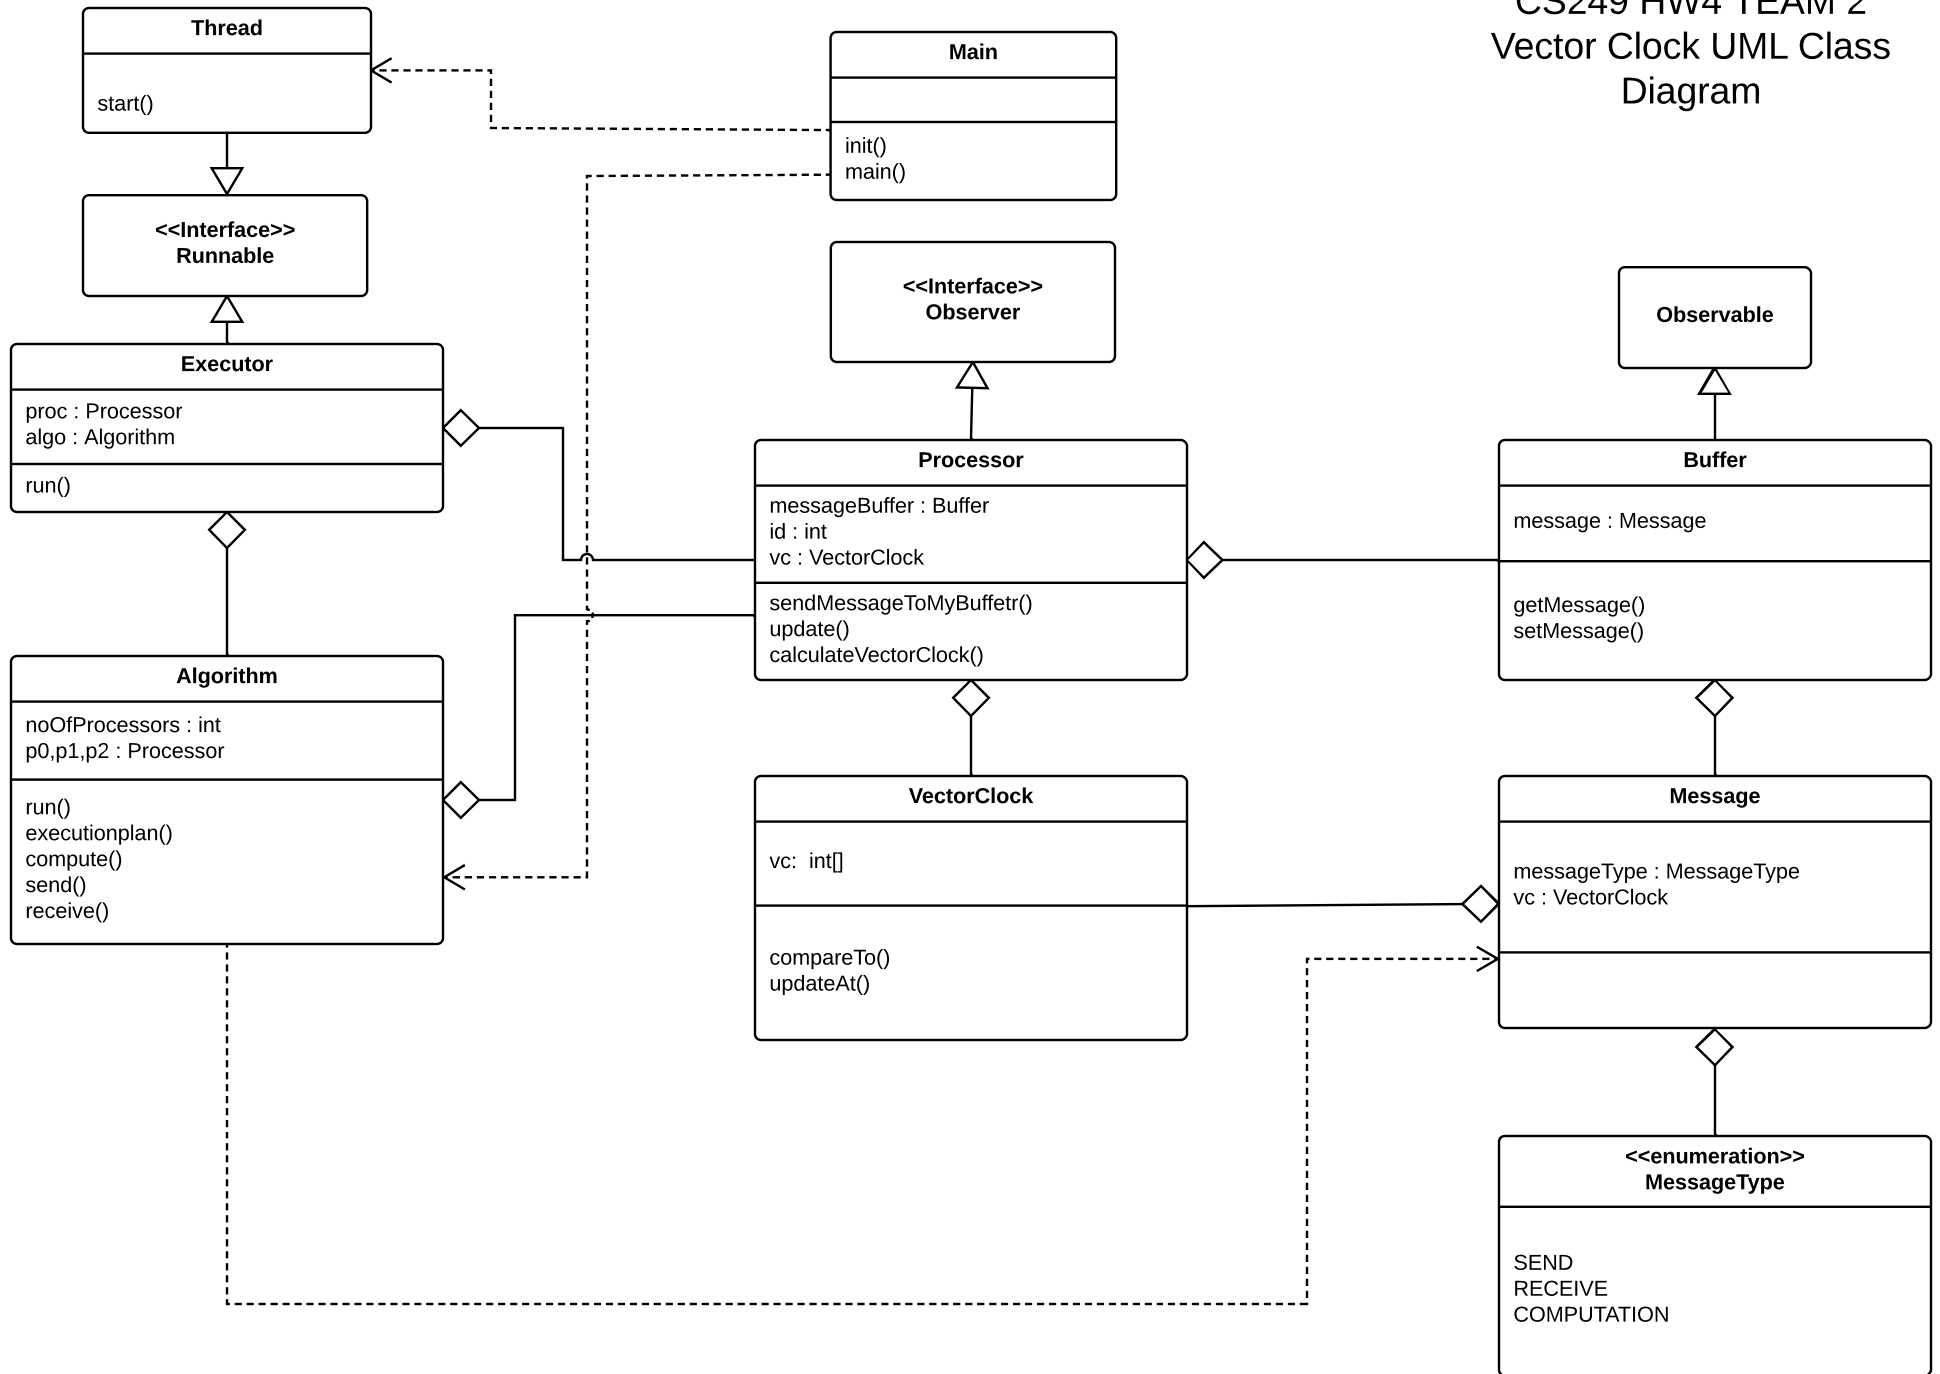 CS249 HW4 TEAM 2
Vector Clock UML Class
Diagram
Thread
start()
Main
init()
main()
<<Interface>>
Runnable
<<Interface>>
Observer
Observable
Executor
proc : Processor
algo : Algorithm
run()
Processor
messageBuffer : Buffer
id : int
vc : VectorClock
sendMessageToMyBuffetr()
update()
calculateVectorClock()
Buffer
message : Message
getMessage()
setMessage()
Algorithm
noOfProcessors : int
p0,p1,p2 : Processor
run()
executionplan()
compute()
send()
receive()
VectorClock
vc:  int[]
compareTo()
updateAt()
Message
messageType : MessageType
vc : VectorClock
<<enumeration>>
MessageType
SEND
RECEIVE
COMPUTATION